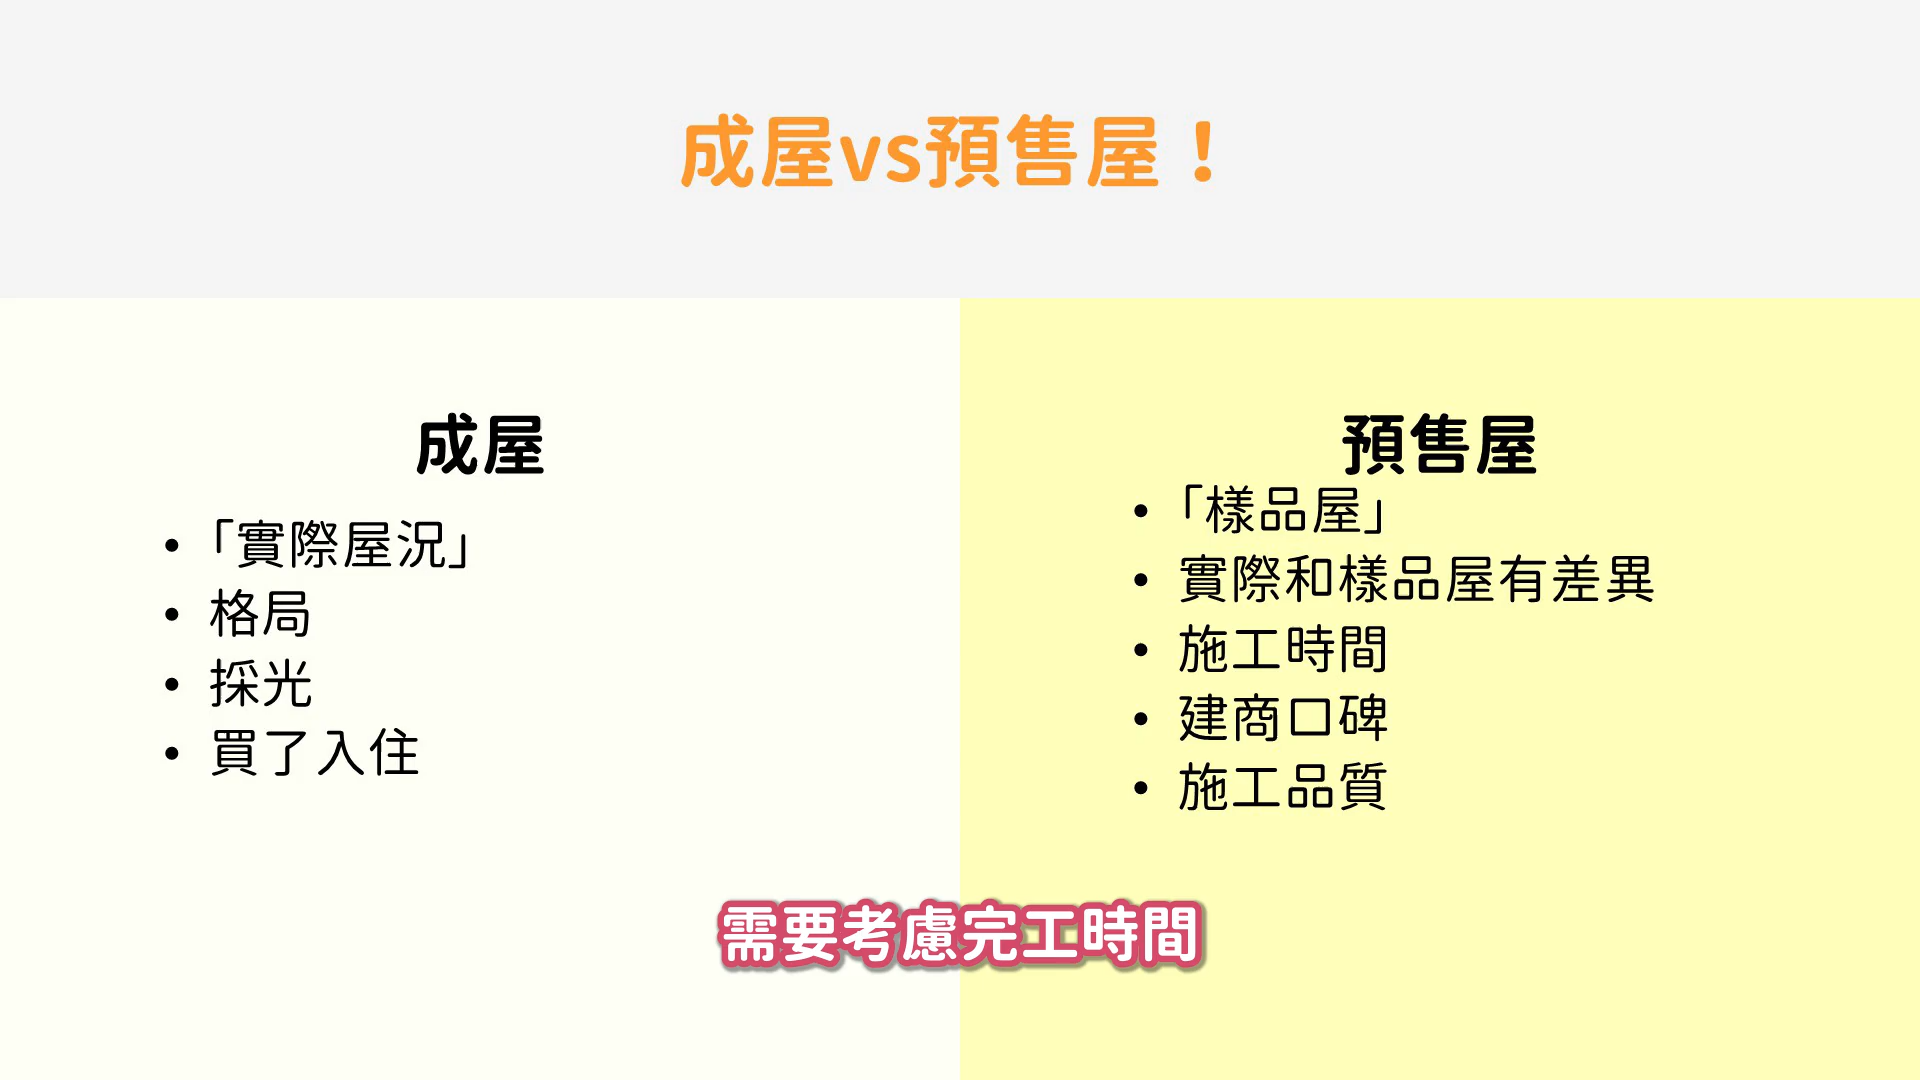 成屋vs預售屋！
成屋
• 「實際屋況」
• 格局
• 採光
• 買了入住
預售屋
• 「樣品屋」
• 實際和樣品屋有差異
• 施工時間
• 建商口碑
• 施工品質
需要考慮完工時間